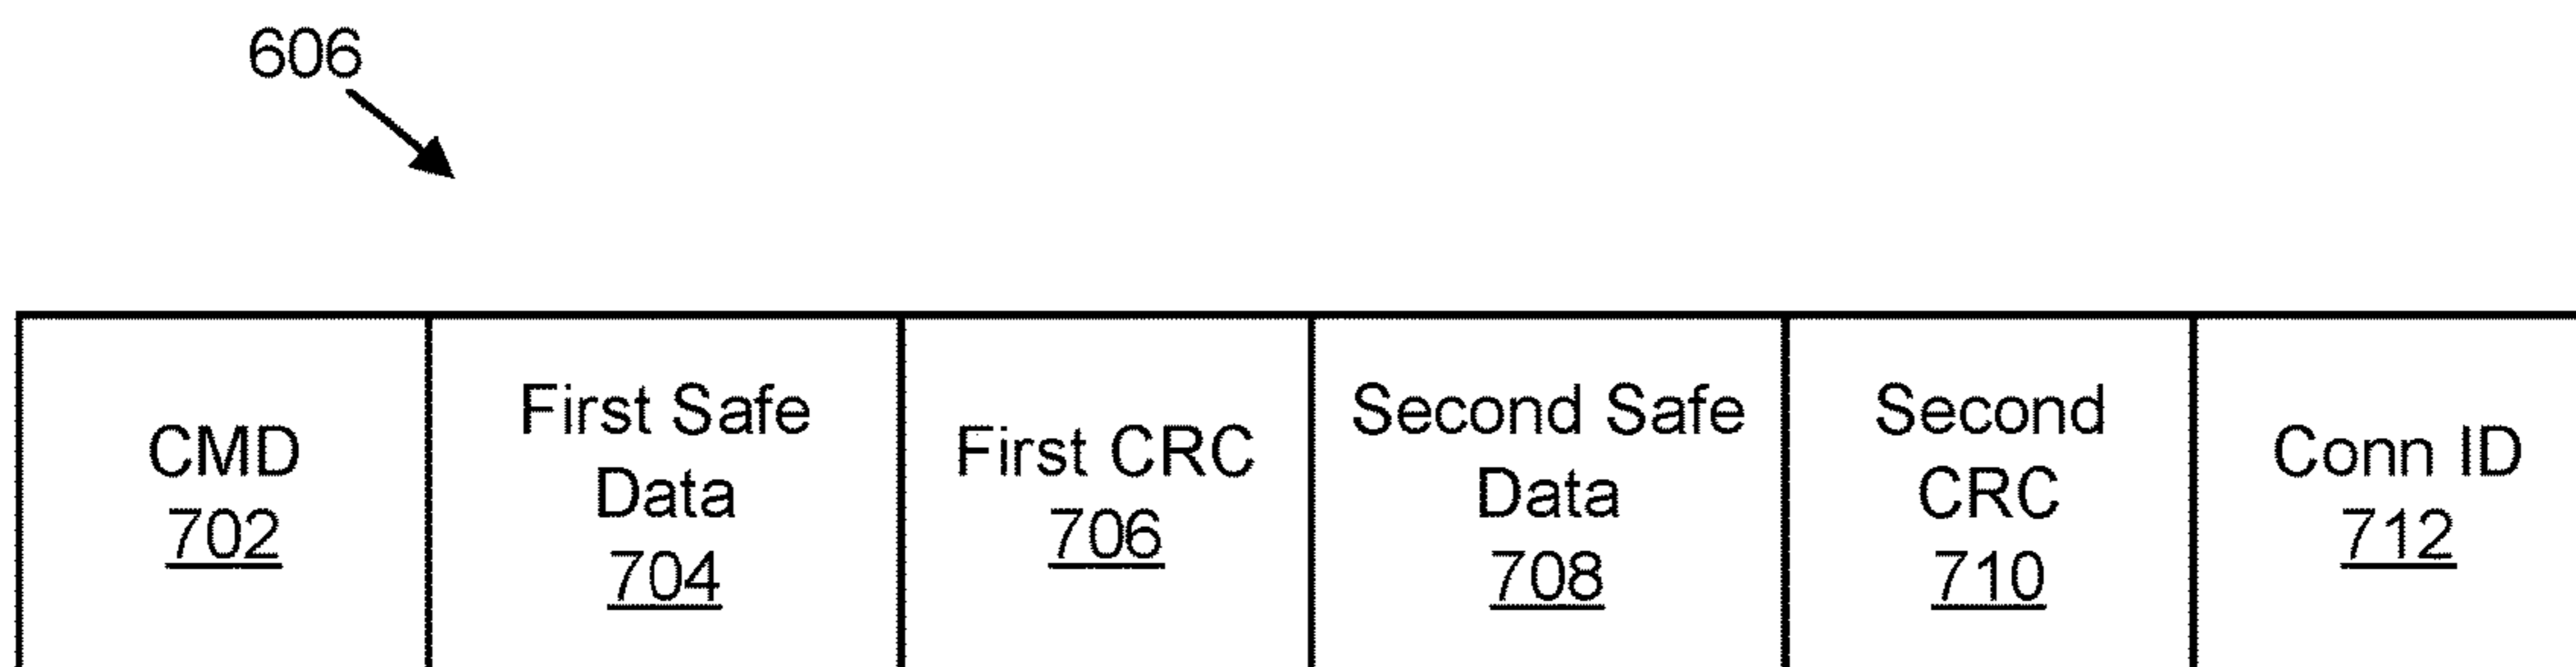 606
CMD
702
First Safe
Data
704
First CRC
706
Second Safe
Data
708
Second
CRC
710
Conn ID
712